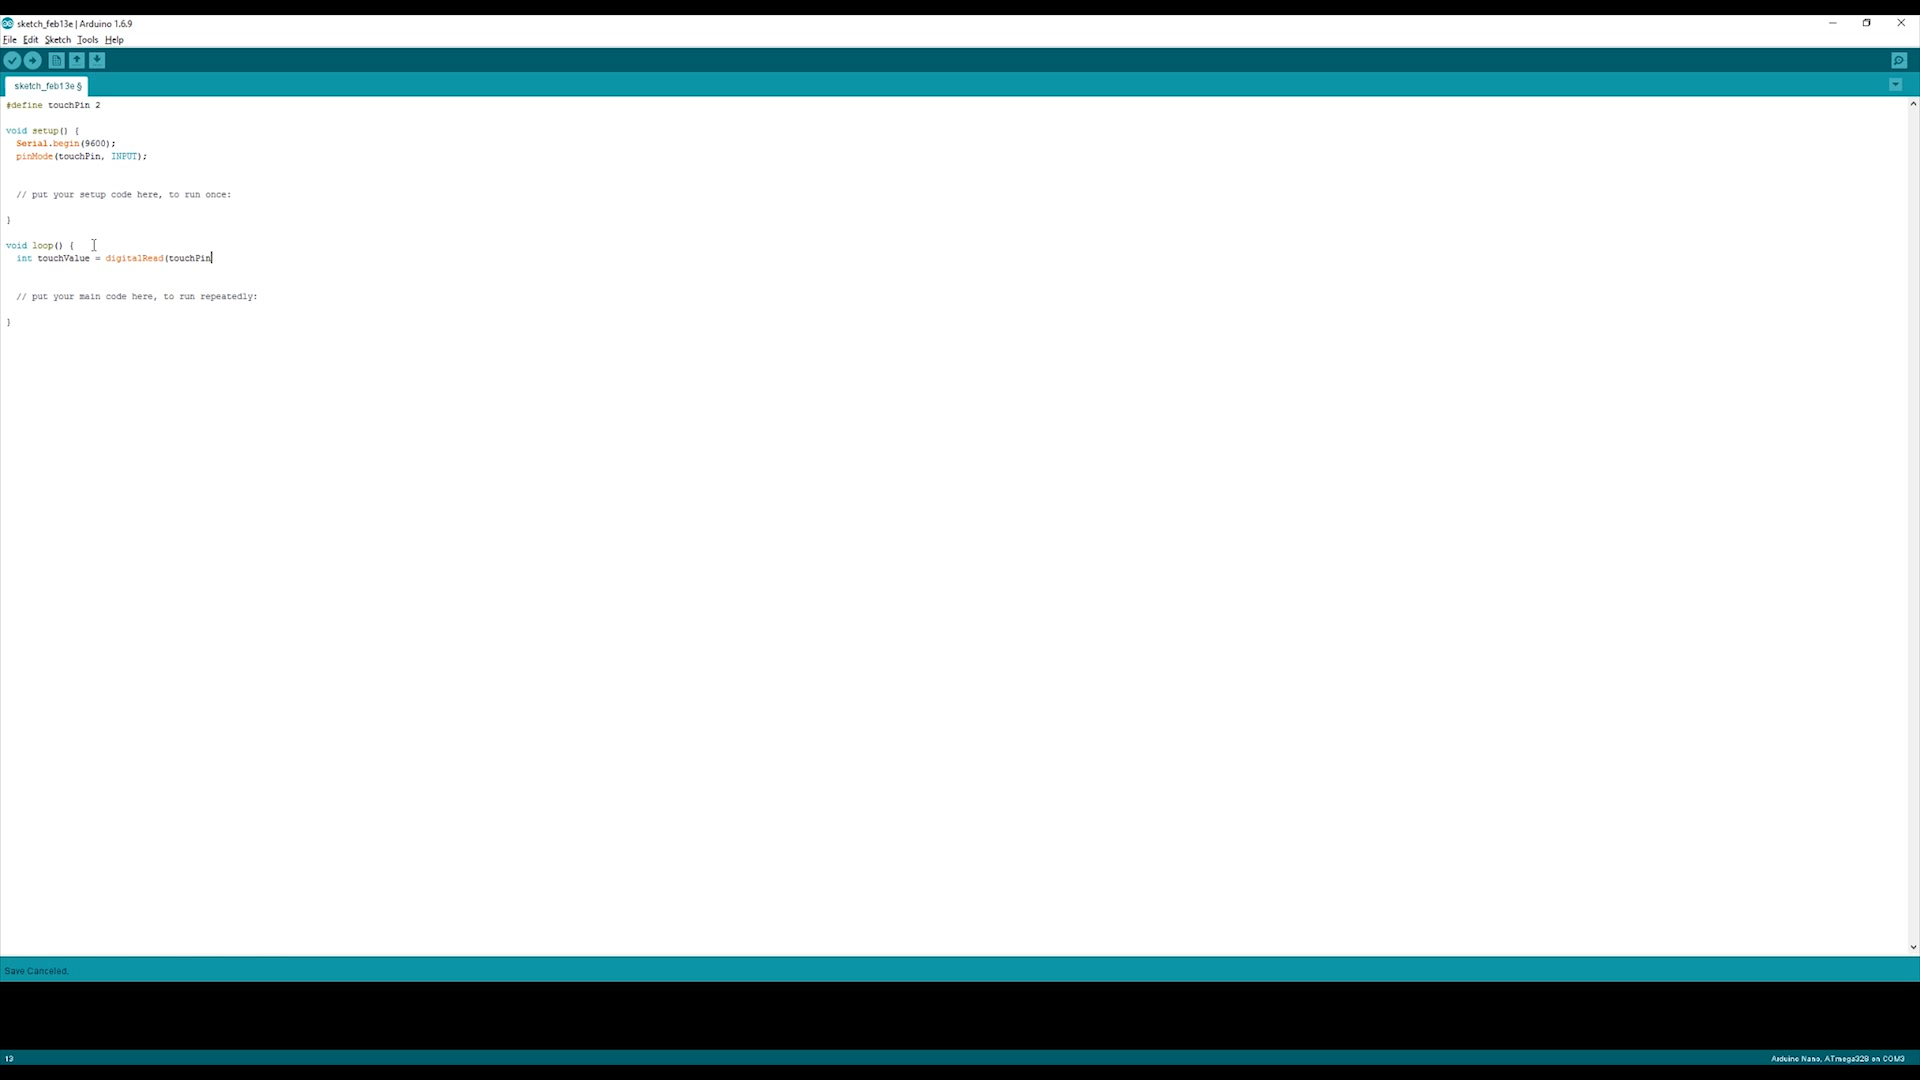 sketch_feb13e | Arduino 1.6.9
File Edit Sketch Tools Help
sketch_feb13e §
#define touchPin 2
void setup() {
Serial.begin(9600);
pinMode(touchPin, INPUT);
// put your setup code here, to run once:
}
void loop() {
int touchValue = digitalRead(touchPin
// put your main code here, to run repeatedly:
}
Save Canceled.
13
Arduino Nano, ATmega328 on COM3